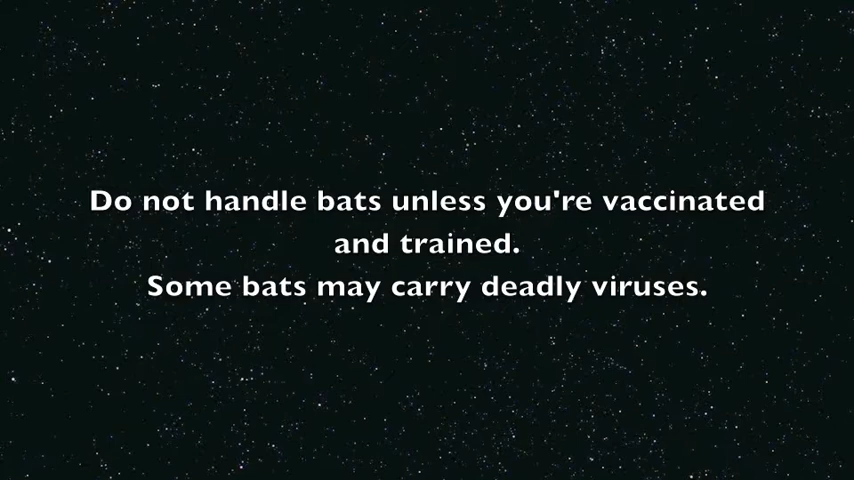 Do not handle bats unless you're vaccinated
and trained.
Some bats may carry deadly viruses.